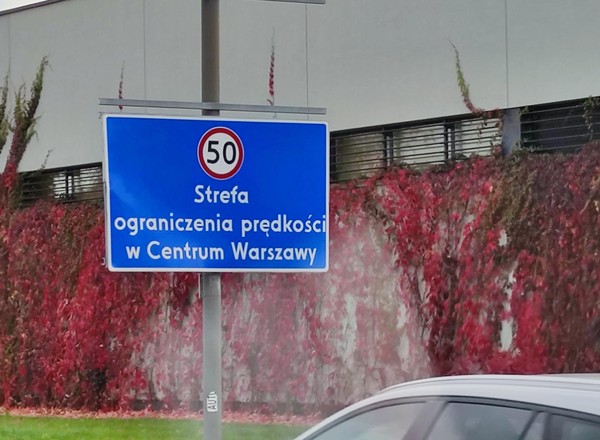 50
Strefa
ograniczenia prędkości
w Centrum Warszawy